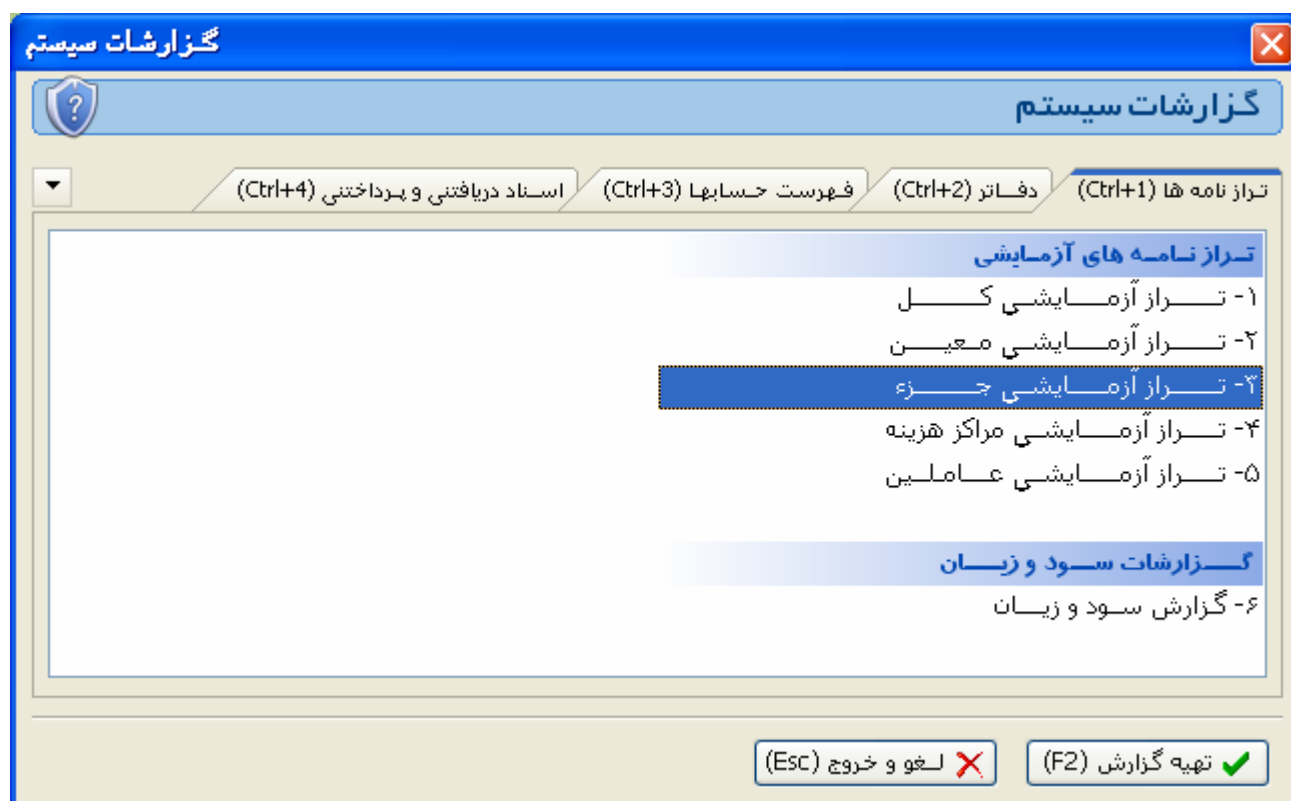 گزارشات سیستم
گزارشات سیستم
تراز نامه ها (Ctrl+1)
دفاتر (Ctrl+2)
فهرست حسابها (Ctrl+3)
اسناد دریافتنی و پرداختنی (Ctrl+4)
تراز نامه های آزمایشی
۱- تراز آزمایشی کل
۲- تراز آزمایشی معین
۳- تراز آزمایشی جزء
۴- تراز آزمایشی مراکز هزینه
۵- تراز آزمایشی عاملین
گزارشات سود و زیان
۶- گزارش سود و زیان
تهیه گزارش (F2)
لغو و خروج (Esc)